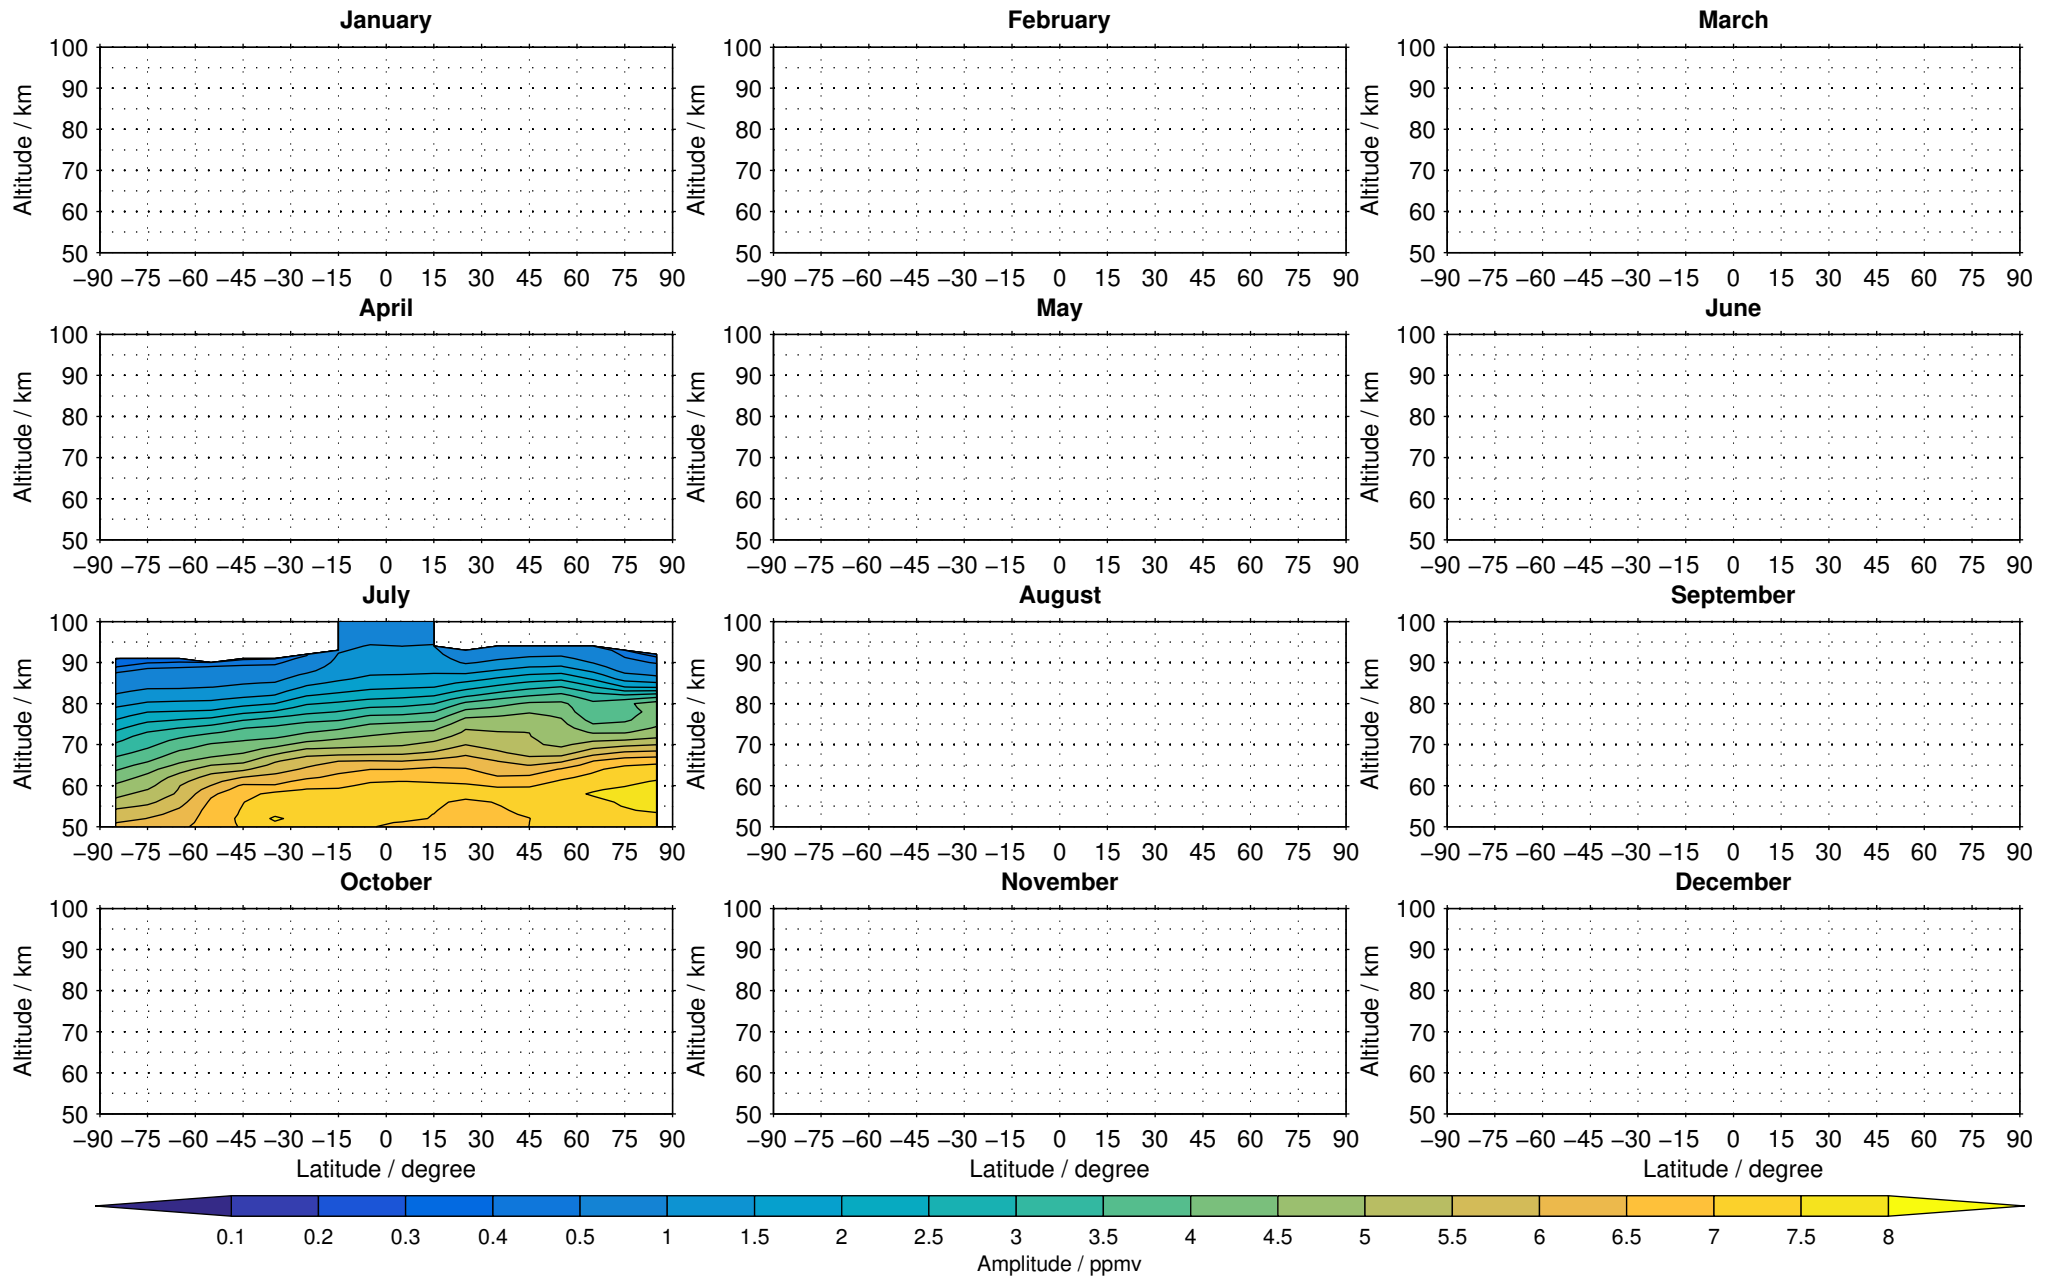 January February March
100 100 100
90 90 90
80 80 80
70 70 70
60 60 60
50 50 50
Altitude / km Altitude / km Altitude / km
−90 −75 −60 −45 −30 −15 0 15 30 45 60 75 90 −90 −75 −60 −45 −30 −15 0 15 30 45 60 75 90 −90 −75 −60 −45 −30 −15 0 15 30 45 60 75 90
April May June
100 100 100
90 90 90
80 80 80
70 70 70
60 60 60
50 50 50
Altitude / km Altitude / km Altitude / km
−90 −75 −60 −45 −30 −15 0 15 30 45 60 75 90 −90 −75 −60 −45 −30 −15 0 15 30 45 60 75 90 −90 −75 −60 −45 −30 −15 0 15 30 45 60 75 90
July August September
100 100 100
90 90 90
80 80 80
70 70 70
60 60 60
50 50 50
Altitude / km Altitude / km Altitude / km
−90 −75 −60 −45 −30 −15 0 15 30 45 60 75 90 −90 −75 −60 −45 −30 −15 0 15 30 45 60 75 90 −90 −75 −60 −45 −30 −15 0 15 30 45 60 75 90
October November December
100 100 100
90 90 90
80 80 80
70 70 70
60 60 60
50 50 50
Altitude / km Altitude / km Altitude / km
−90 −75 −60 −45 −30 −15 0 15 30 45 60 75 90 −90 −75 −60 −45 −30 −15 0 15 30 45 60 75 90 −90 −75 −60 −45 −30 −15 0 15 30 45 60 75 90
Latitude / degree Latitude / degree Latitude / degree
0.1 0.2 0.3 0.4 0.5 1 1.5 2 2.5 3 3.5 4 4.5 5 5.5 6 6.5 7 7.5 8
Amplitude / ppmv